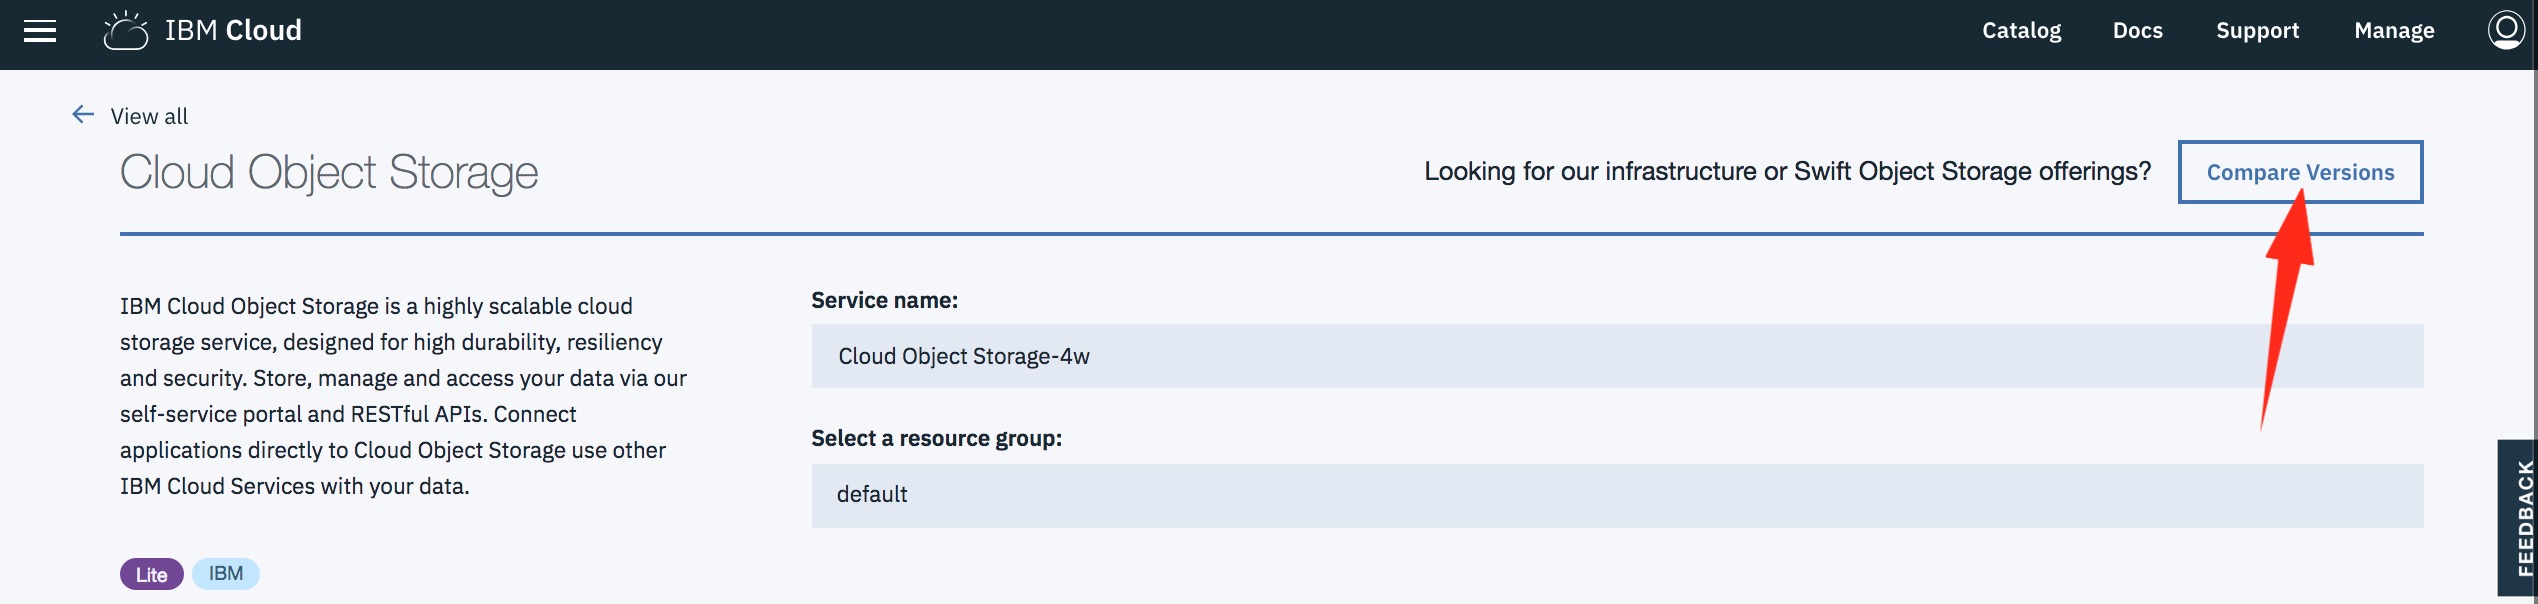 IBM Cloud
Catalog
Docs
Support
Manage
View all
Cloud Object Storage
Looking for our infrastructure or Swift Object Storage offerings?
Compare Versions
IBM Cloud Object Storage is a highly scalable cloud
storage service, designed for high durability, resiliency
and security. Store, manage and access your data via our
self-service portal and RESTful APIs. Connect
applications directly to Cloud Object Storage use other
IBM Cloud Services with your data.
Lite
IBM
Service name:
Cloud Object Storage-4w
Select a resource group:
default
FEEDBACK